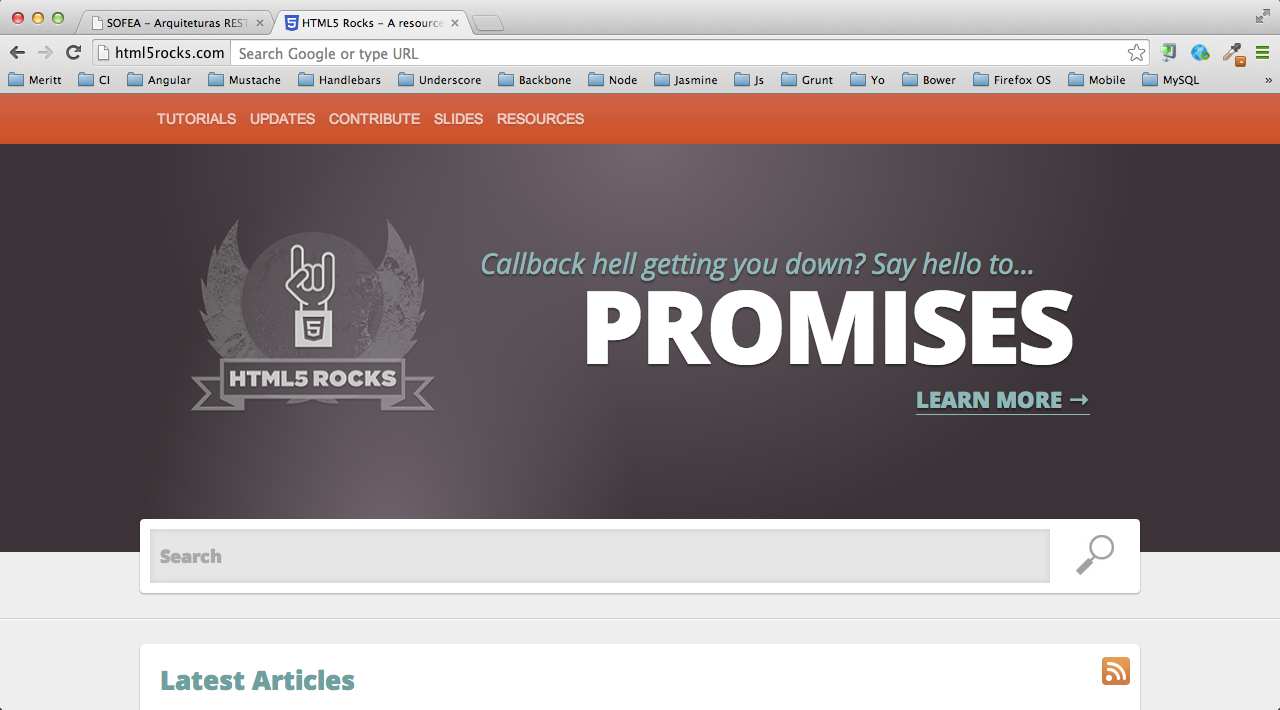 SOFEA – Arquiteturas REST
HTML5 Rocks – A resource
html5rocks.com
Search Google or type URL
Meritt
CI
Angular
Mustache
Handlebars
Underscore
Backbone
Node
Jasmine
Js
Grunt
Yo
Bower
Firefox OS
Mobile
MySQL
»
TUTORIALS UPDATES CONTRIBUTE SLIDES RESOURCES
5
HTML5 ROCKS
Callback hell getting you down? Say hello to...
PROMISES
LEARN MORE →
Search
Latest Articles